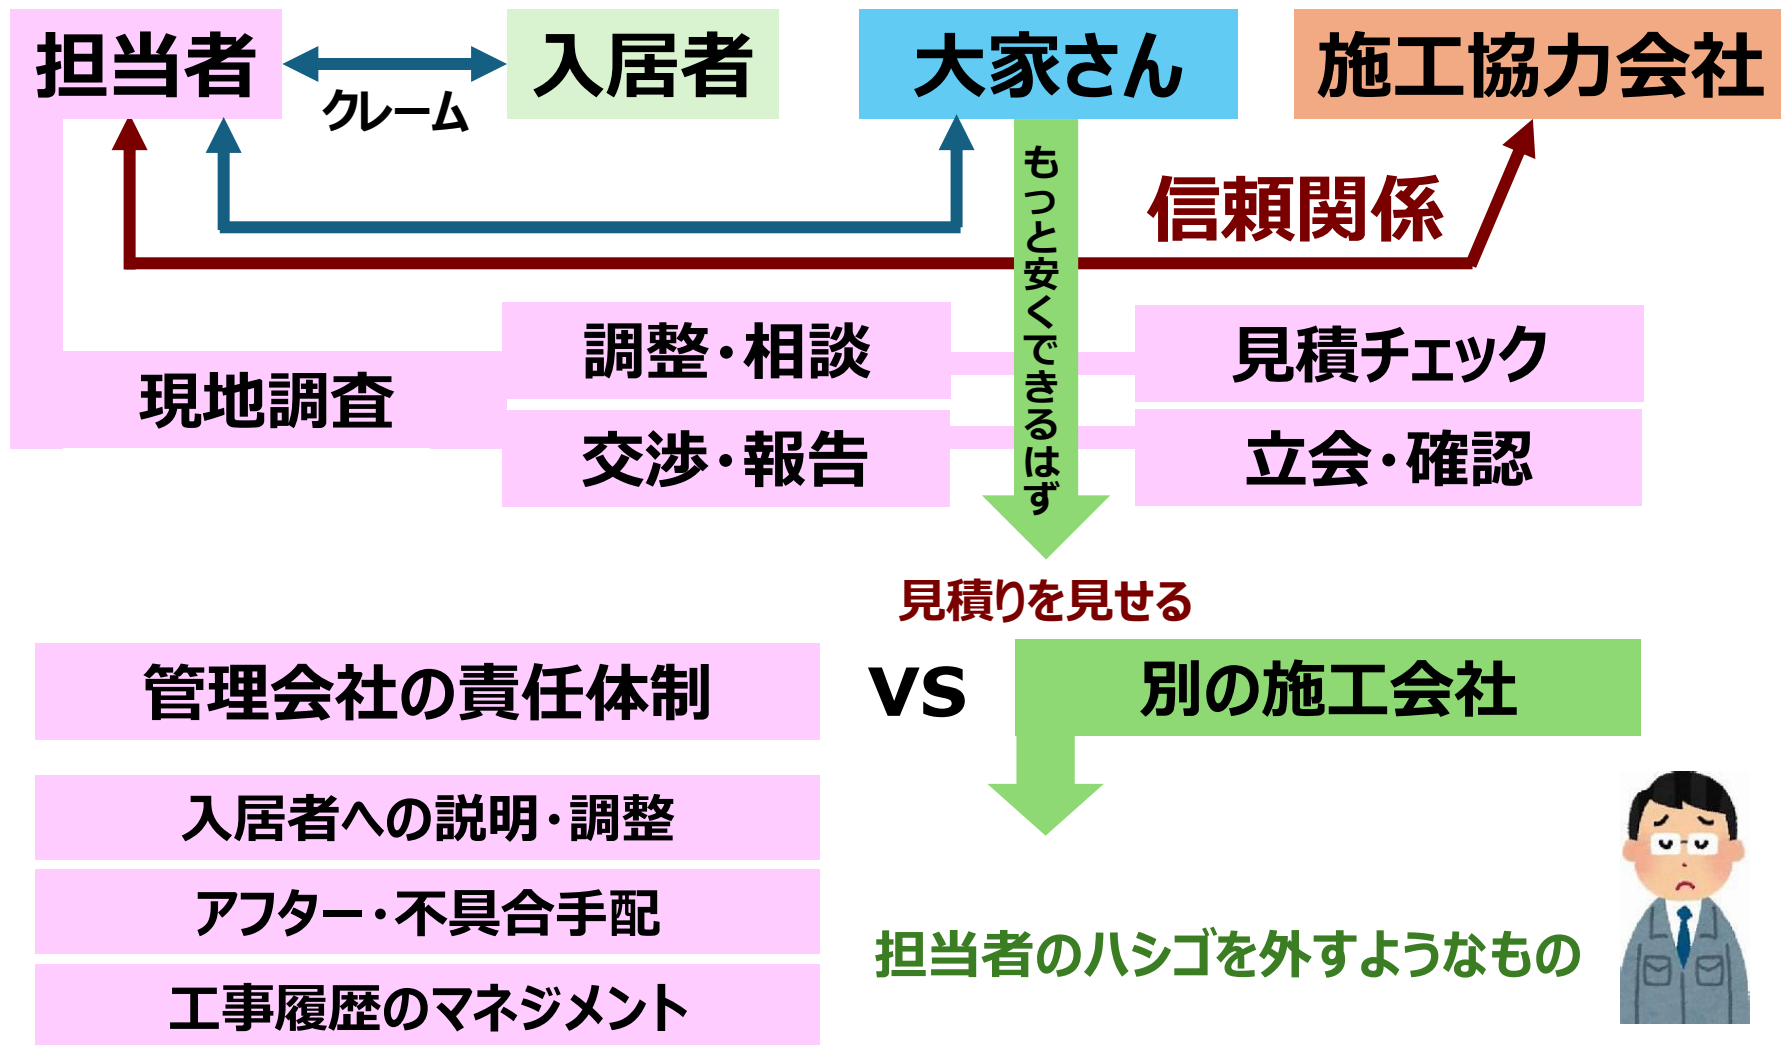 担当者
クレーム
入居者
大家さん
施工協力会社
信頼関係
もっと安くできるはず
現地調査
調整・相談
交渉・報告
見積チェック
立会・確認
見積りを見せる
管理会社の責任体制
VS
別の施工会社
入居者への説明・調整
アフター・不具合手配
工事履歴のマネジメント
担当者のハシゴを外すようなもの